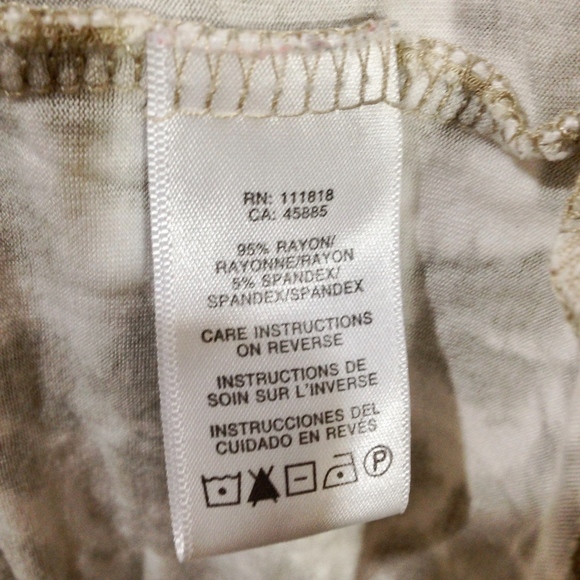 RN: 111818
CA: 45885
95% RAYON/
RAYONNE/RAYON
5% SPANDEX/
SPANDEX/SPANDEX
CARE INSTRUCTIONS
ON REVERSE
INSTRUCTIONS DE
SOIN SUR L'INVERSE
INSTRUCCIONES DEL
CUIDADO EN REVÉS
P